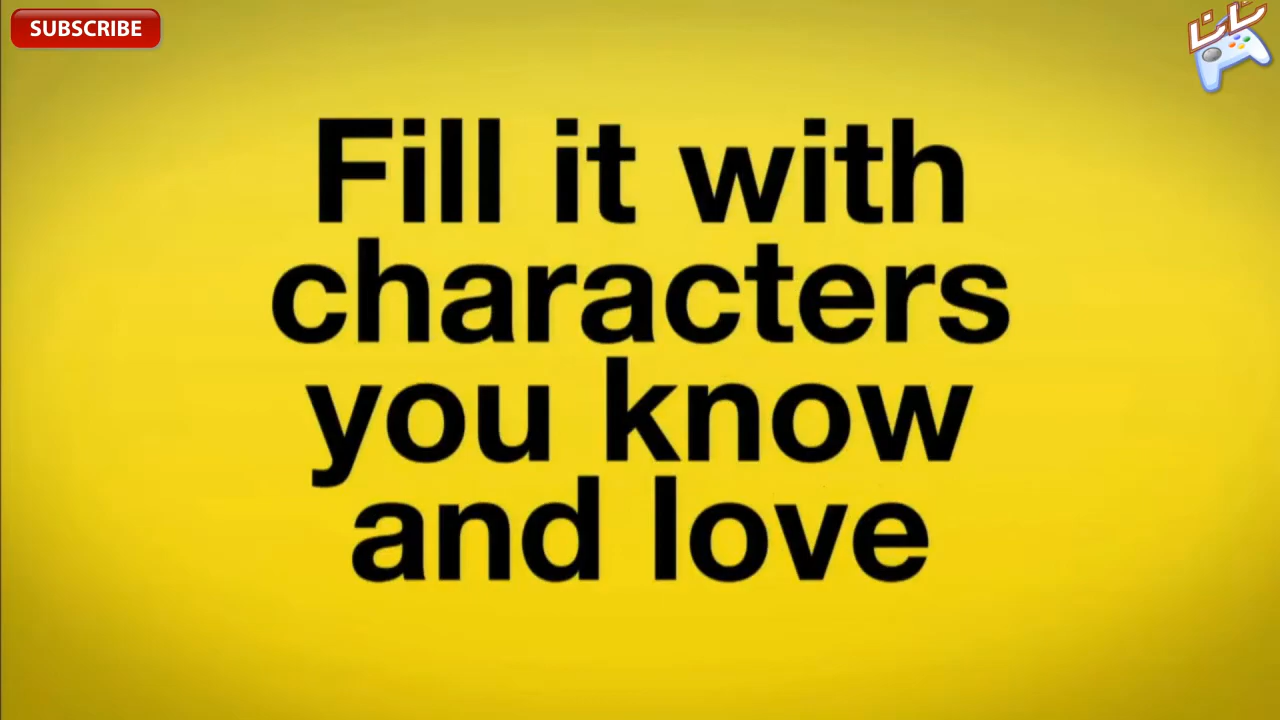 SUBSCRIBE
Fill it with
characters
you know
and love